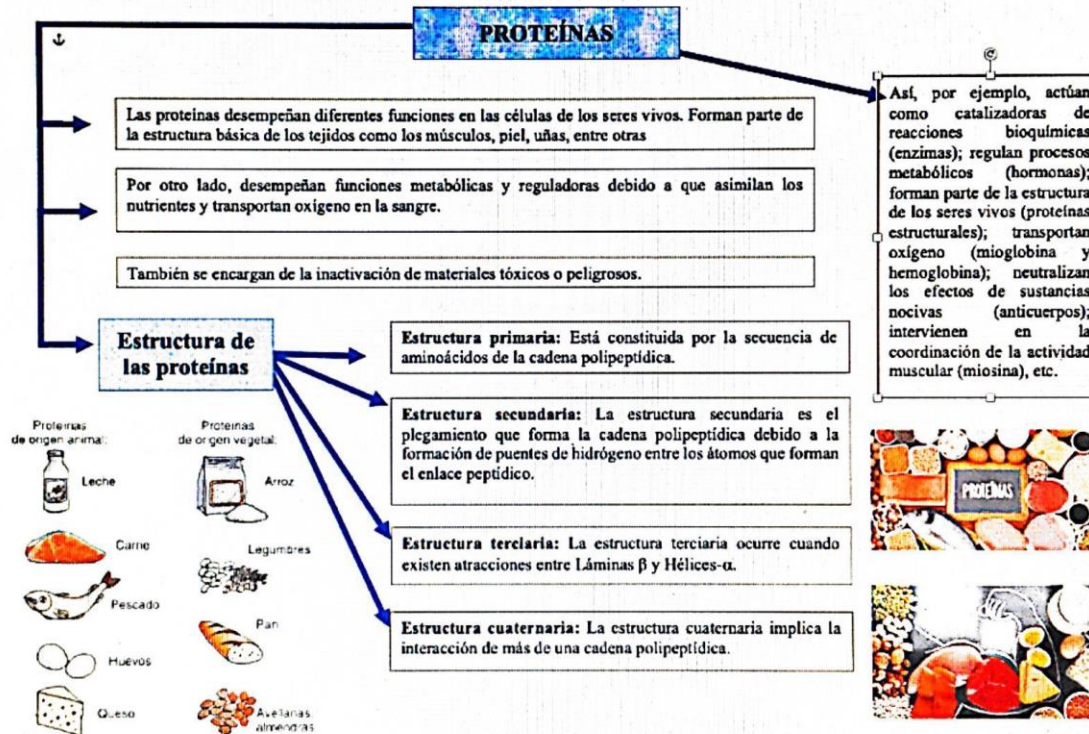 PROTEÍNAS
Las proteínas desempeñan diferentes funciones en las células de los seres vivos. Forman parte de
la estructura básica de los tejidos como los músculos, piel, uñas, entre otras
Por otro lado, desempeñan funciones metabólicas y reguladoras debido a que asimilan los
nutrientes y transportan oxígeno en la sangre.
También se encargan de la inactivación de materiales tóxicos o peligrosos.
Así, por ejemplo, actúan
como catalizadoras de
reacciones bioquímicas
(enzimas); regulan procesos
metabólicos (hormonas);
forman parte de la estructura
de los seres vivos (proteínas
estructurales); transportan
oxígeno (mioglobina y
hemoglobina); neutralizan
los efectos de sustancias
nocivas (anticuerpos);
intervienen en la
coordinación de la actividad
muscular (miosina), etc.
Estructura de
las proteínas
Estructura primaria: Está constituida por la secuencia de
aminoácidos de la cadena polipeptídica.
Estructura secundaria: La estructura secundaria es el
plegamiento que forma la cadena polipeptídica debido a la
formación de puentes de hidrógeno entre los átomos que forman
el enlace peptídico.
Estructura terciaria: La estructura terciaria ocurre cuando
existen atracciones entre Láminas β y Hélices-α.
Estructura cuaternaria: La estructura cuaternaria implica la
interacción de más de una cadena polipeptídica.
Proteínas
de origen animal:
Leche
Carne
Pescado
Huevos
Queso
Proteínas
de origen vegetal:
Arroz
Legumbres
Pan
Avellanas,
almendras
PROTEÍNAS